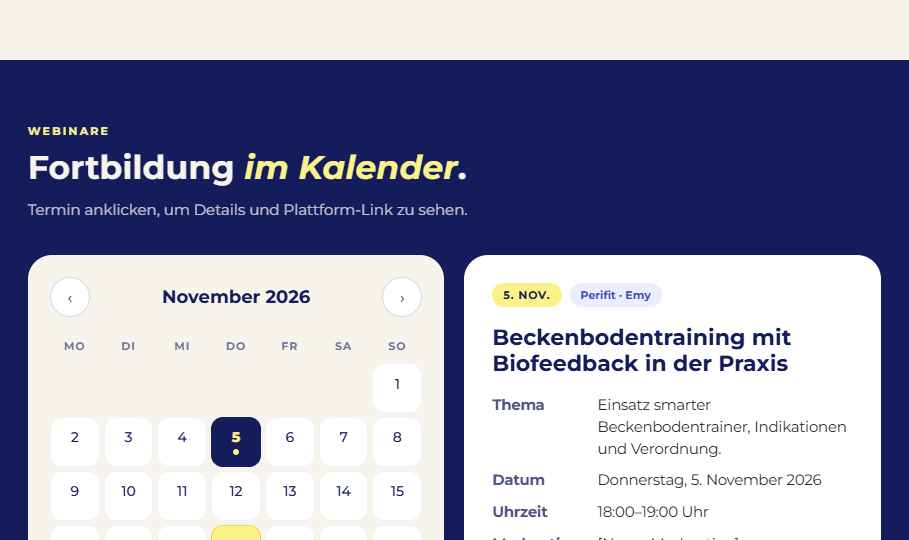 WEBINARE
Fortbildung im Kalender.
Termin anklicken, um Details und Plattform-Link zu sehen.
‹ November 2026 ›
MO DI MI DO FR SA SO
1
2 3 4 5 6 7 8
9 10 11 12 13 14 15
5. NOV. Perifit · Emy
Beckenbodentraining mit
Biofeedback in der Praxis
Thema Einsatz smarter
Beckenbodentrainer, Indikationen
und Verordnung.
Datum Donnerstag, 5. November 2026
Uhrzeit 18:00–19:00 Uhr